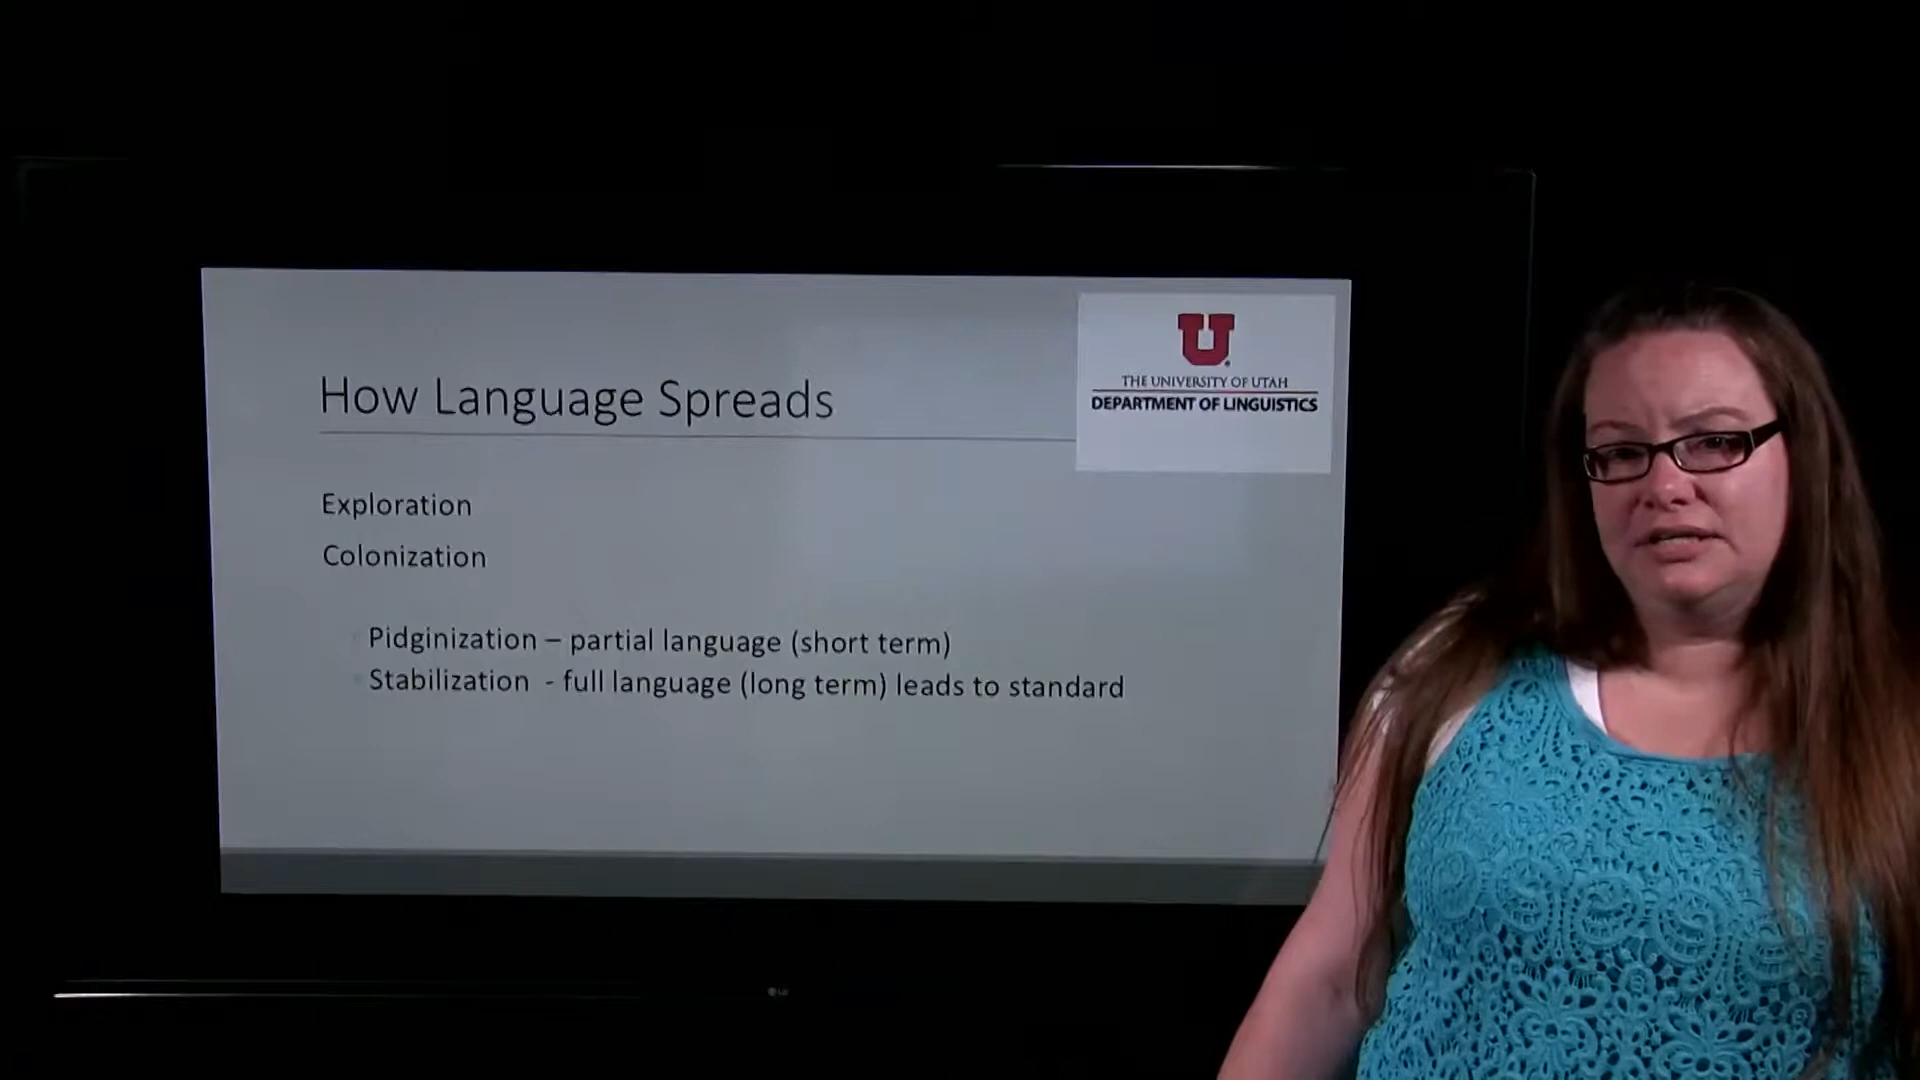 U
THE UNIVERSITY OF UTAH
DEPARTMENT OF LINGUISTICS
How Language Spreads
Exploration
Colonization
Pidginization – partial language (short term)
Stabilization - full language (long term) leads to standard
LG